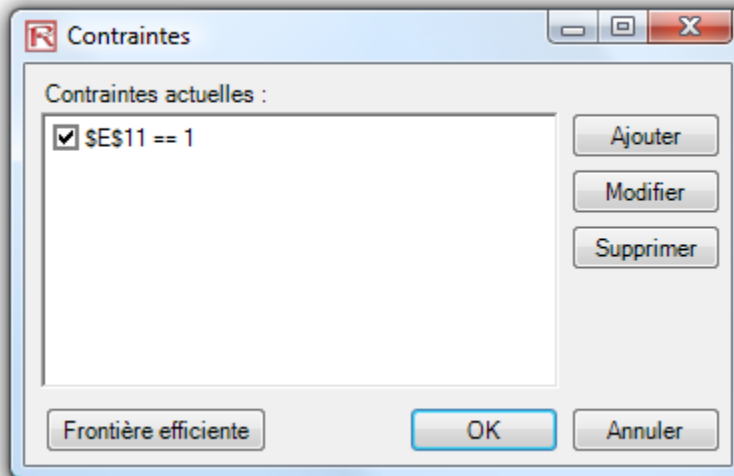 Contraintes
Contraintes actuelles :
$E$11 == 1
Ajouter
Modifier
Supprimer
Frontière efficiente
OK
Annuler